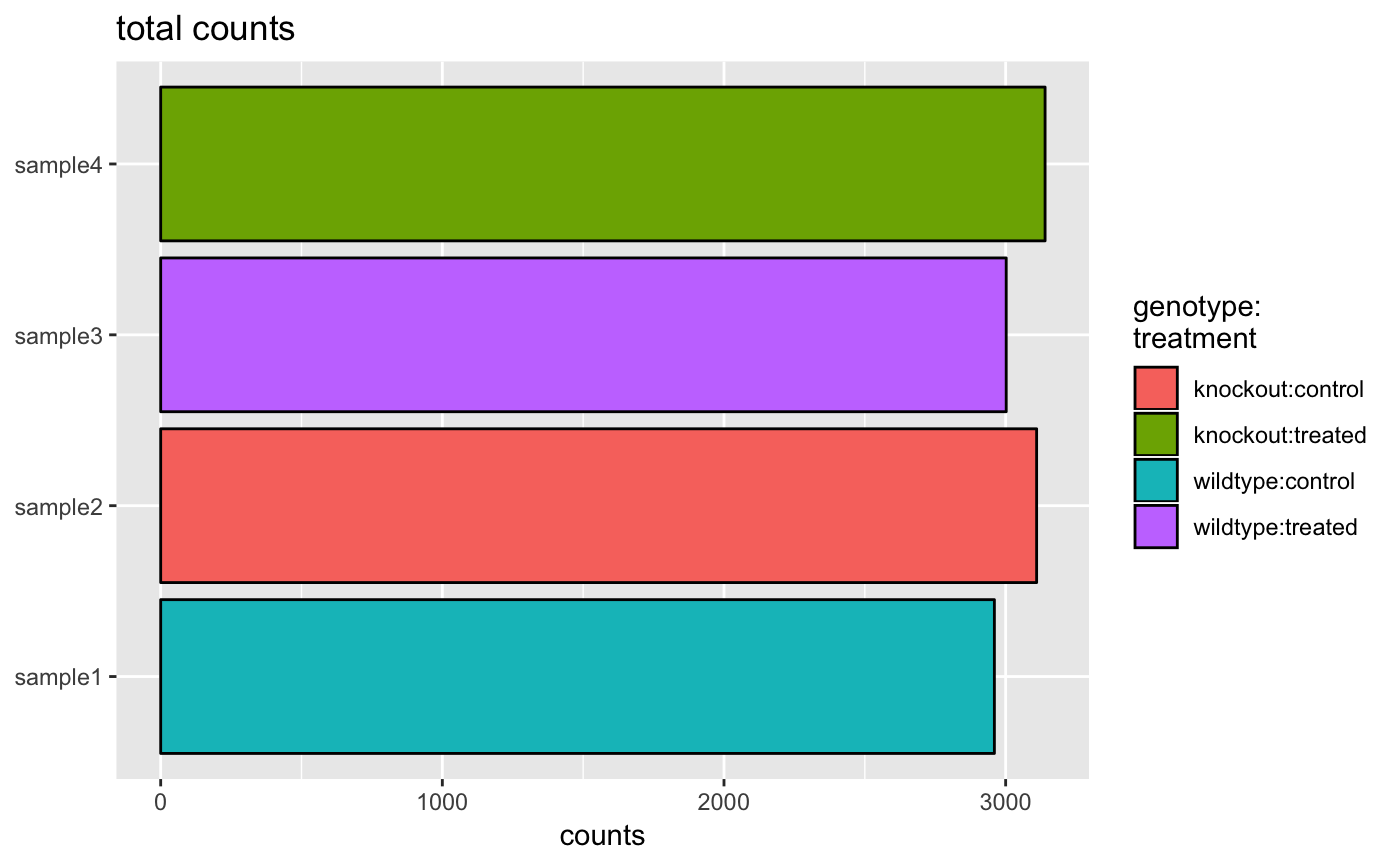 total counts
sample4
sample3
sample2
sample1
0
1000
2000
3000
counts
genotype:
treatment
knockout:control
knockout:treated
wildtype:control
wildtype:treated